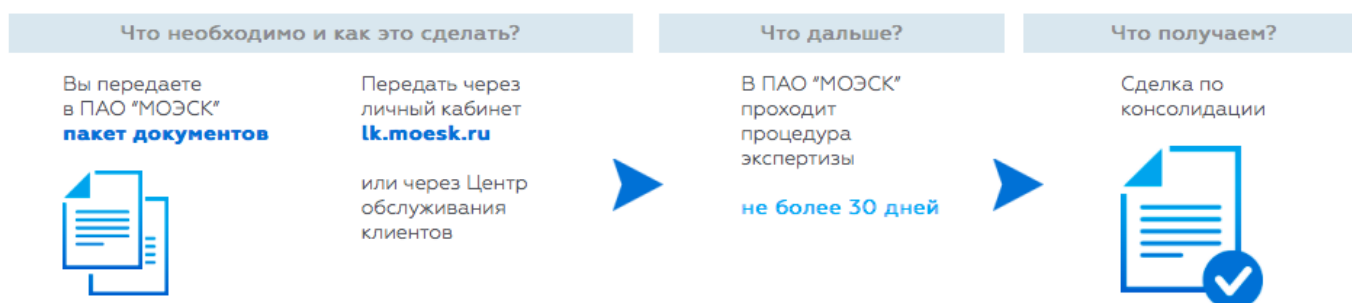 Что необходимо и как это сделать?
Вы передаете
в ПАО “МОЭСК”
пакет документов
Передать через
личный кабинет
lk.moesk.ru
или через Центр
обслуживания
клиентов
Что дальше?
В ПАО “МОЭСК”
проходит
процедура
экспертизы
не более 30 дней
Что получаем?
Сделка по
консолидации